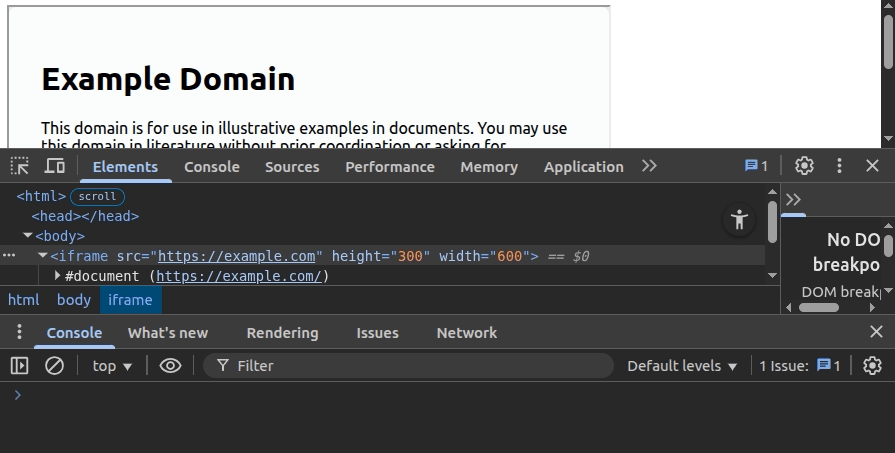 Example Domain
This domain is for use in illustrative examples in documents. You may use
this domain in literature without prior coordination or asking for
Elements Console Sources Performance Memory Application 1
<html> scroll
<head></head>
<body>
<iframe src="https://example.com" height="300" width="600"> == $0
#document (https://example.com/)
No DO
breakpo
DOM break
html body iframe
Console What's new Rendering Issues Network
top Filter Default levels 1 Issue: 1